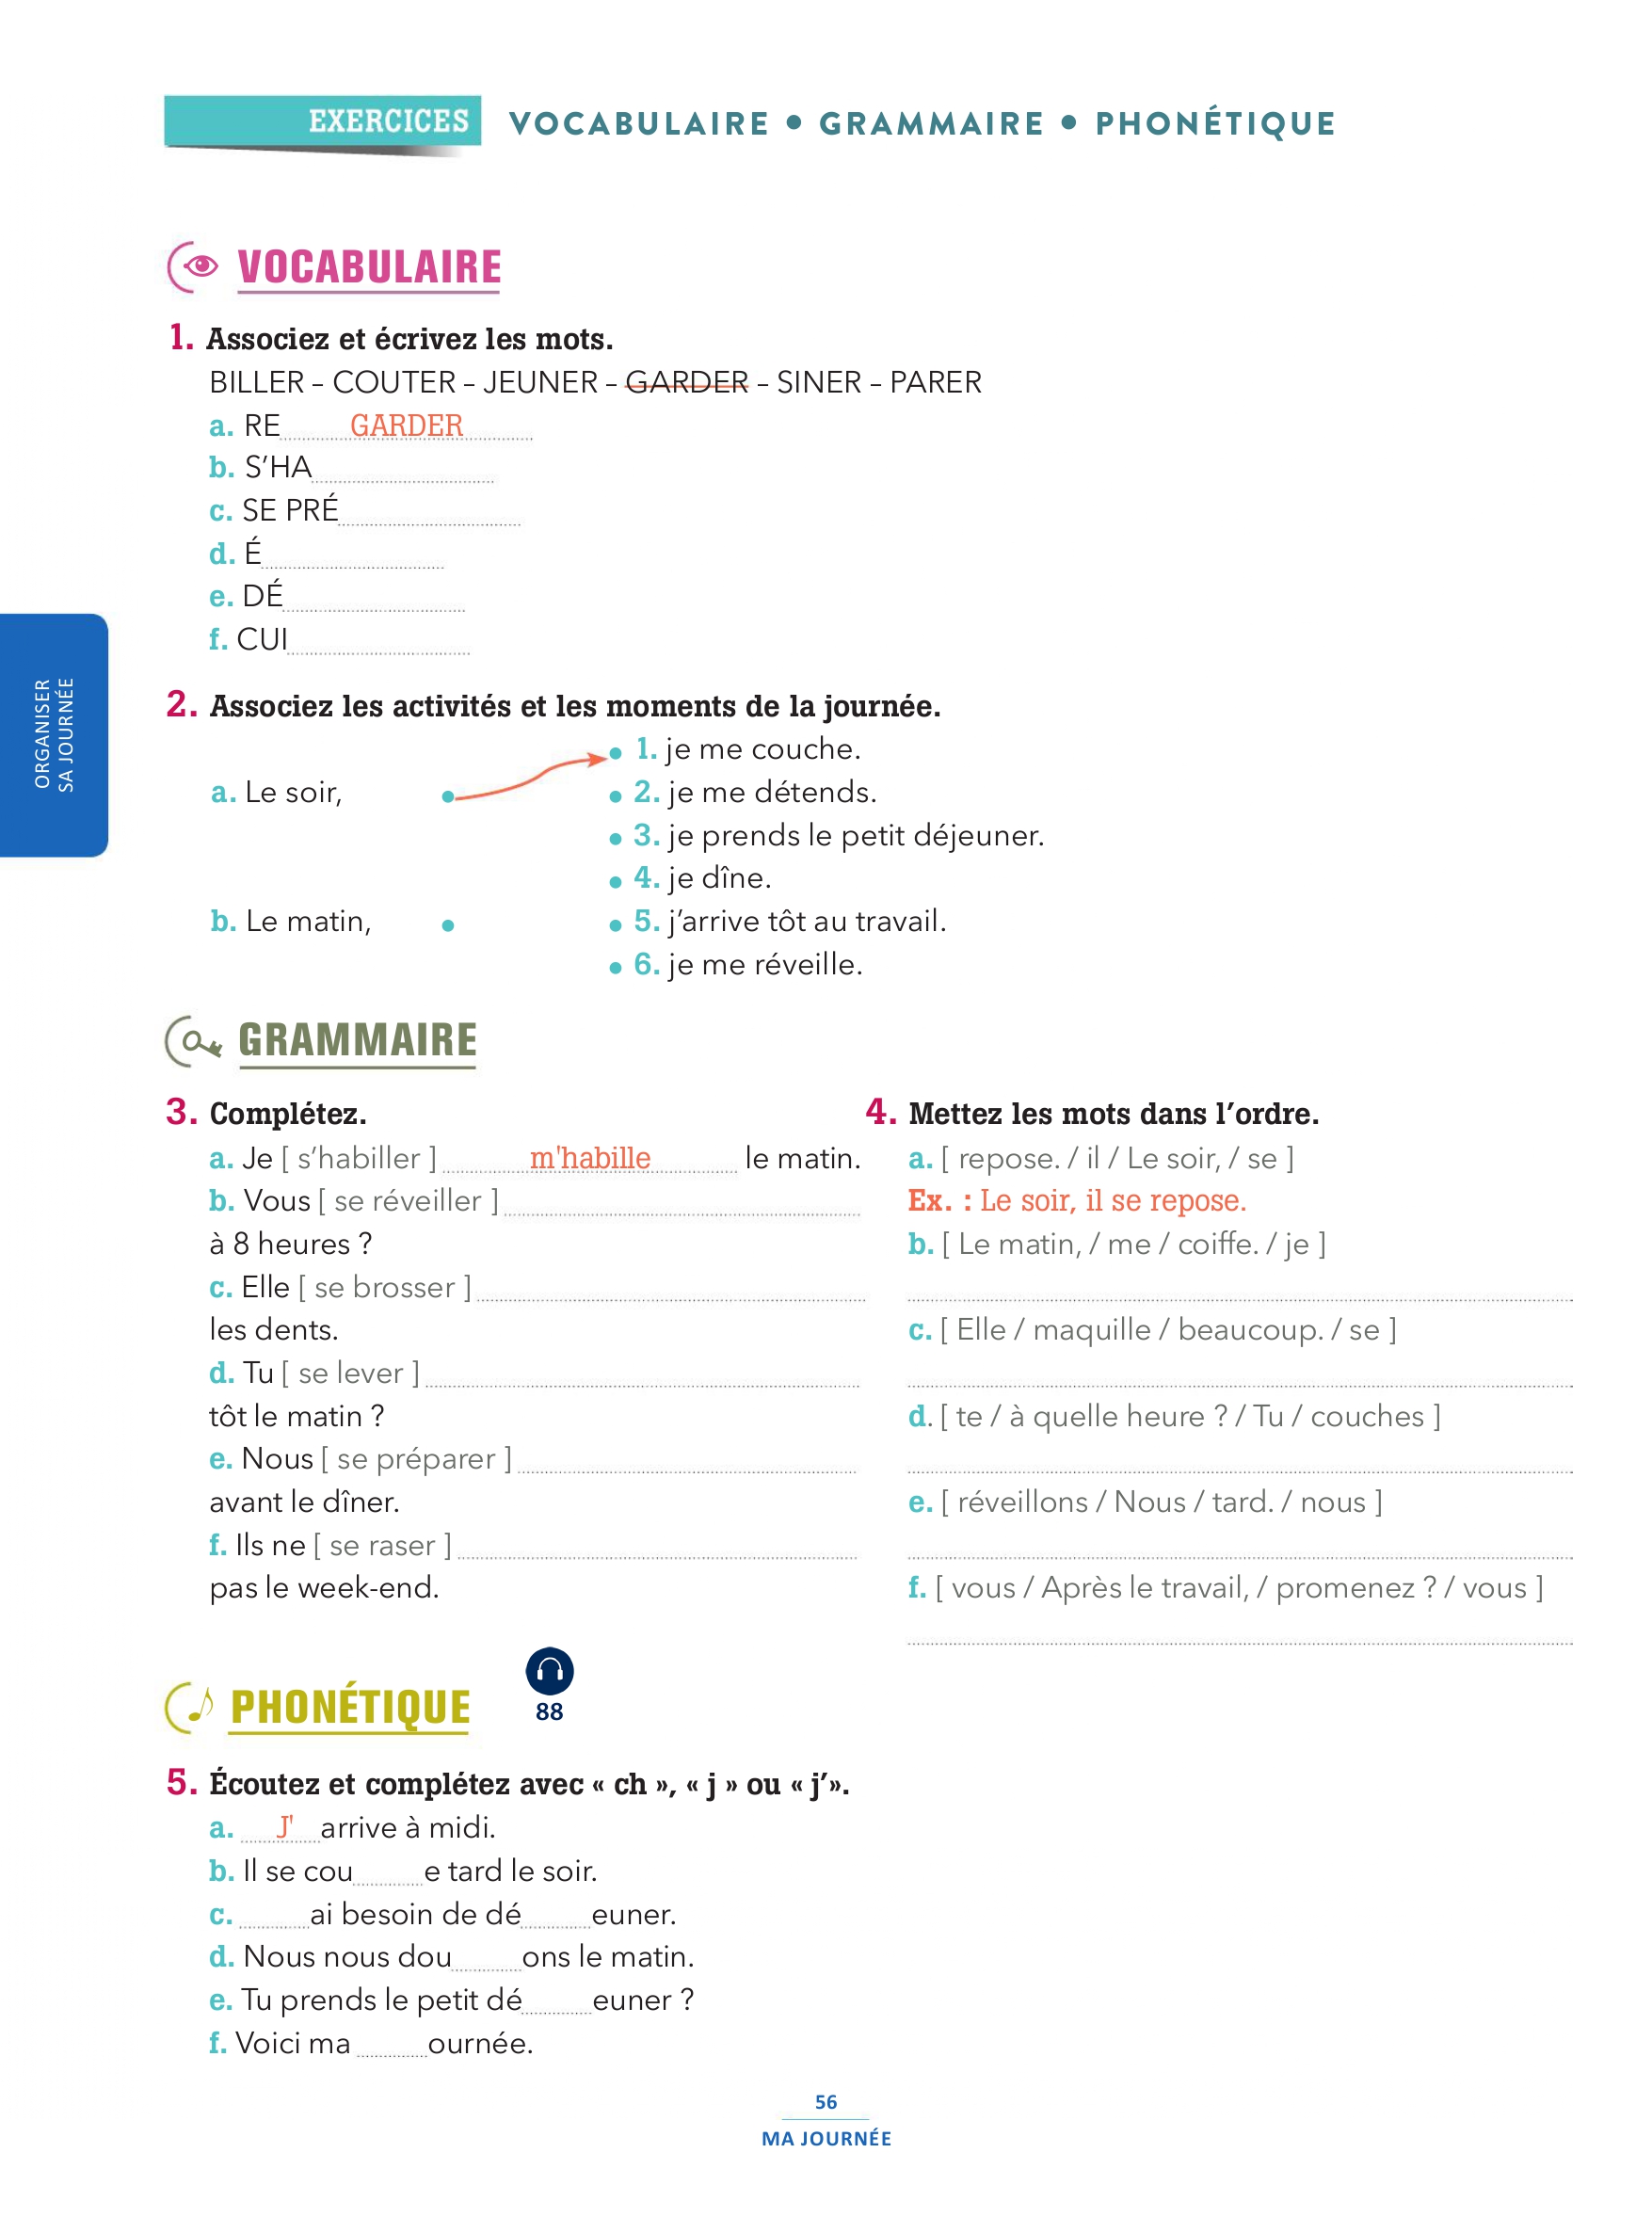 EXERCICES VOCABULAIRE • GRAMMAIRE • PHONÉTIQUE
VOCABULAIRE
1. Associez et écrivez les mots.
BILLER – COUTER – JEUNER – GARDER – SINER – PARER
a. RE GARDER
b. S'HA
c. SE PRÉ
d. É
e. DÉ
f. CUI
ORGANISER
SA JOURNÉE
2. Associez les activités et les moments de la journée.
• 1. je me couche.
a. Le soir, • • 2. je me détends.
• 3. je prends le petit déjeuner.
• 4. je dîne.
b. Le matin, • • 5. j'arrive tôt au travail.
• 6. je me réveille.
GRAMMAIRE
3. Complétez.
a. Je [ s'habiller ] m'habille le matin.
b. Vous [ se réveiller ]
à 8 heures ?
c. Elle [ se brosser ]
les dents.
d. Tu [ se lever ]
tôt le matin ?
e. Nous [ se préparer ]
avant le dîner.
f. Ils ne [ se raser ]
pas le week-end.
4. Mettez les mots dans l'ordre.
a. [ repose. / il / Le soir, / se ]
Ex. : Le soir, il se repose.
b. [ Le matin, / me / coiffe. / je ]
c. [ Elle / maquille / beaucoup. / se ]
d. [ te / à quelle heure ? / Tu / couches ]
e. [ réveillons / Nous / tard. / nous ]
f. [ vous / Après le travail, / promenez ? / vous ]
PHONÉTIQUE
88
5. Écoutez et complétez avec « ch », « j » ou « j'».
a. J' arrive à midi.
b. Il se cou e tard le soir.
c. ai besoin de dé euner.
d. Nous nous dou ons le matin.
e. Tu prends le petit dé euner ?
f. Voici ma ournée.
56
MA JOURNÉE